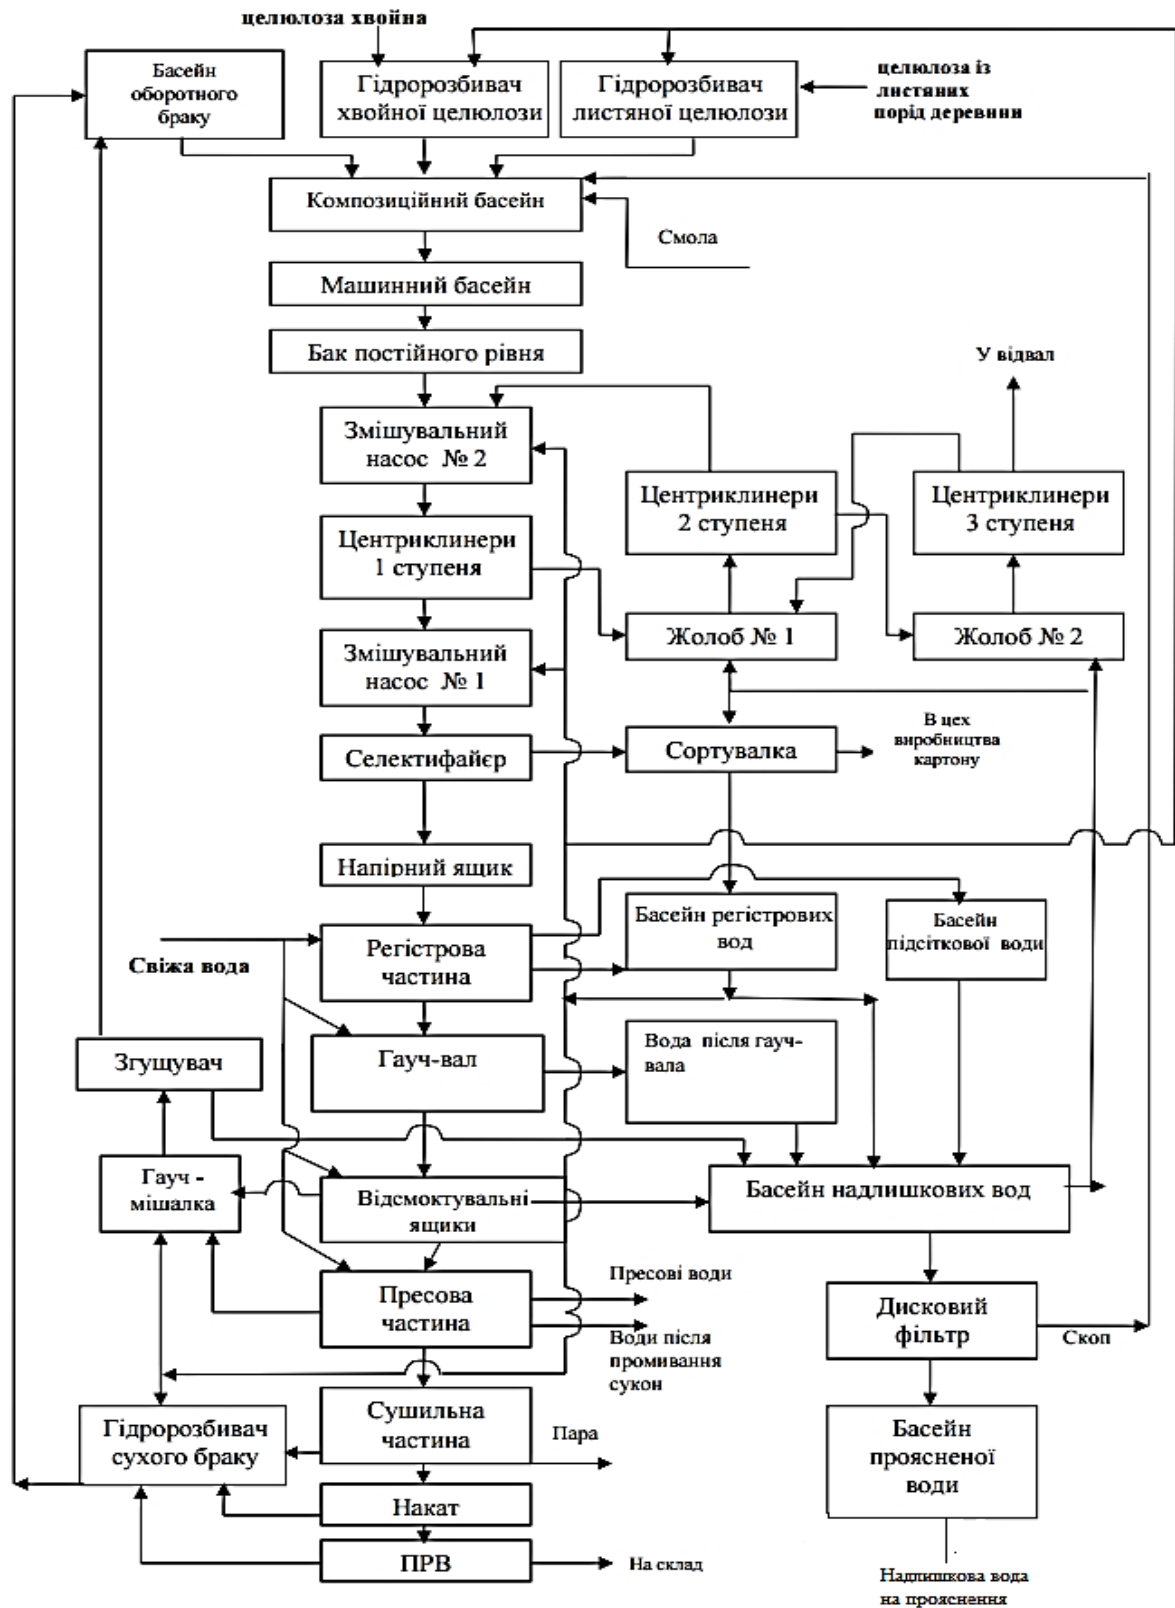 целюлоза хвойна
Басейн
оборотного
браку
Гідророзбивач
хвойної целюлози
Гідророзбивач
листяної целюлози
целюлоза із
листяних
порід деревини
Композиційний басейн
Смола
Машинний басейн
Бак постійного рівня
У відвал
Змішувальний
насос № 2
Центриклинери
2 ступеня
Центриклинери
3 ступеня
Центриклинери
1 ступеня
Жолоб № 1
Жолоб № 2
Змішувальний
насос № 1
В цех
виробництва
картону
Селектифайєр
Сортувалка
Напірний ящик
Басейн регістрових
вод
Басейн
підсіткової води
Свіжа вода
Регістрова
частина
Згущувач
Гауч-вал
Вода після гауч-
вала
Гауч -
мішалка
Відсмоктувальні
ящики
Басейн надлишкових вод
Пресова
частина
Пресові води
Води після
промивання
сукон
Дисковий
фільтр
Скоп
Гідророзбивач
сухого браку
Сушильна
частина
Пара
Басейн
проясненої
води
Накат
ПРВ
На склад
Надлишкова вода
на прояснення